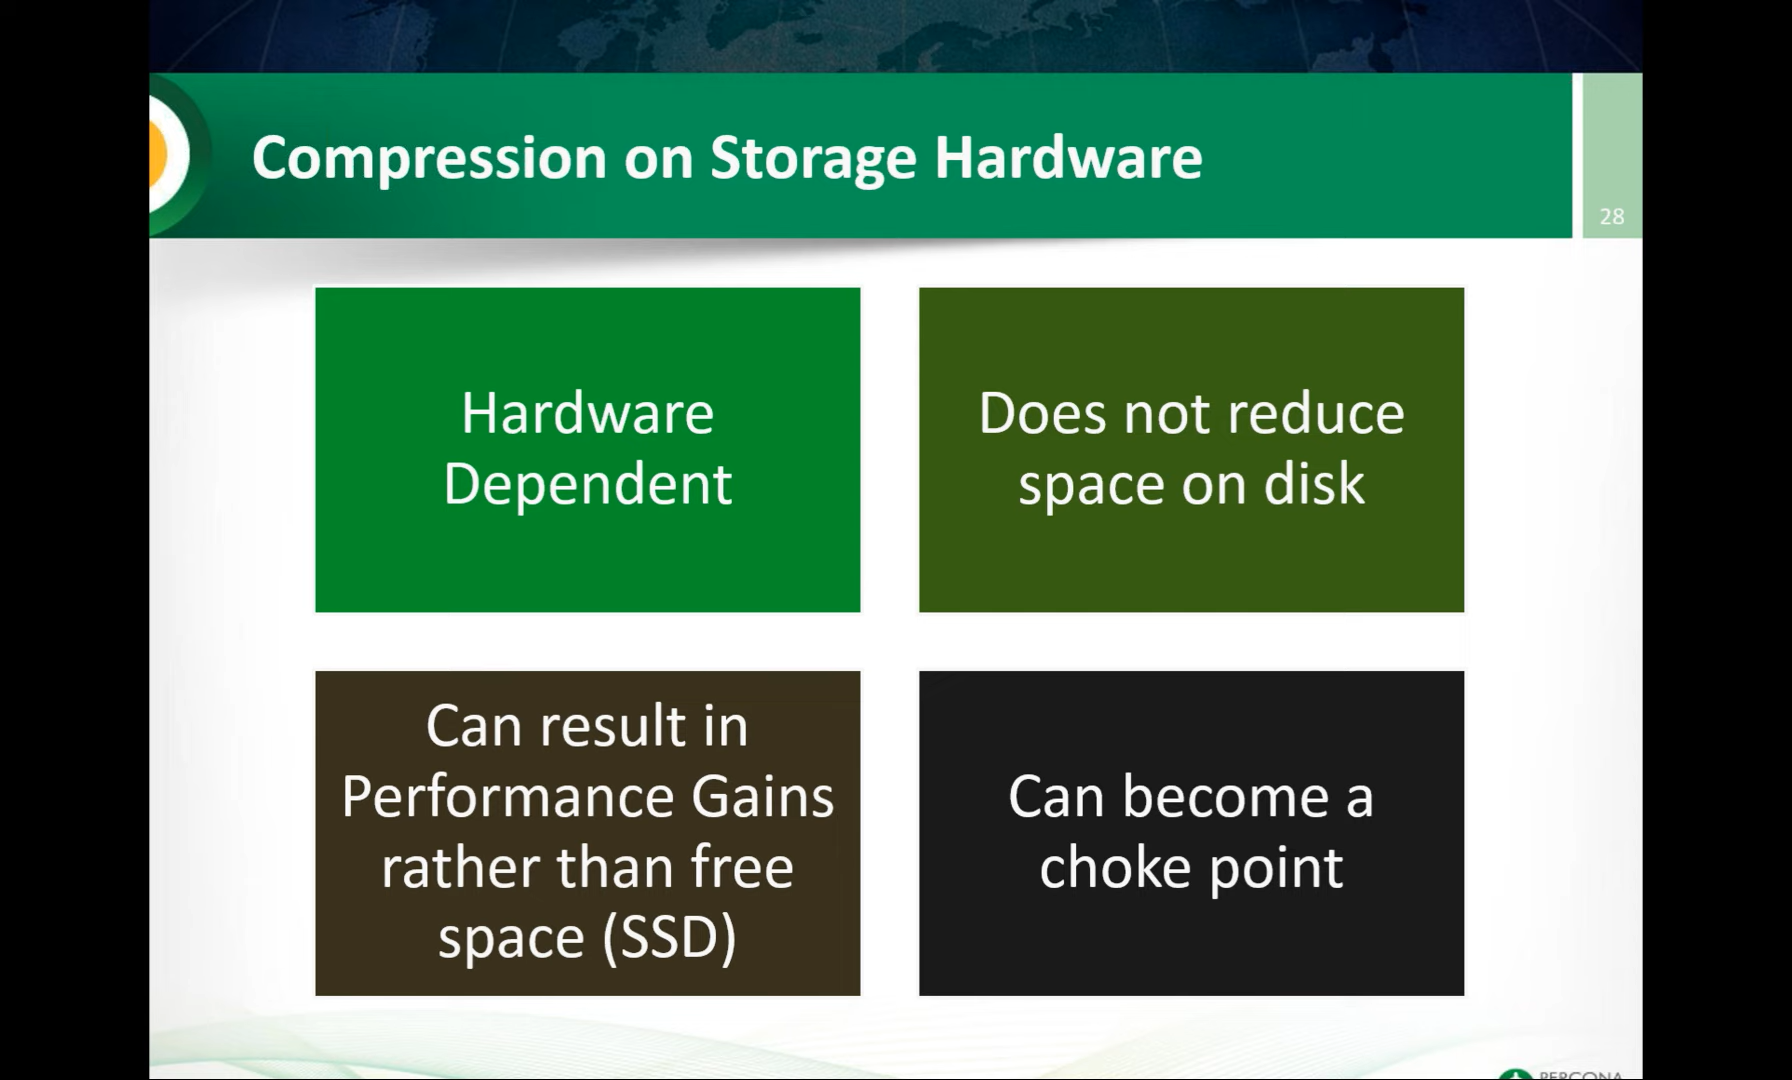 Compression on Storage Hardware
28
Hardware
Dependent
Does not reduce
space on disk
Can result in
Performance Gains
rather than free
space (SSD)
Can become a
choke point
PERCONA